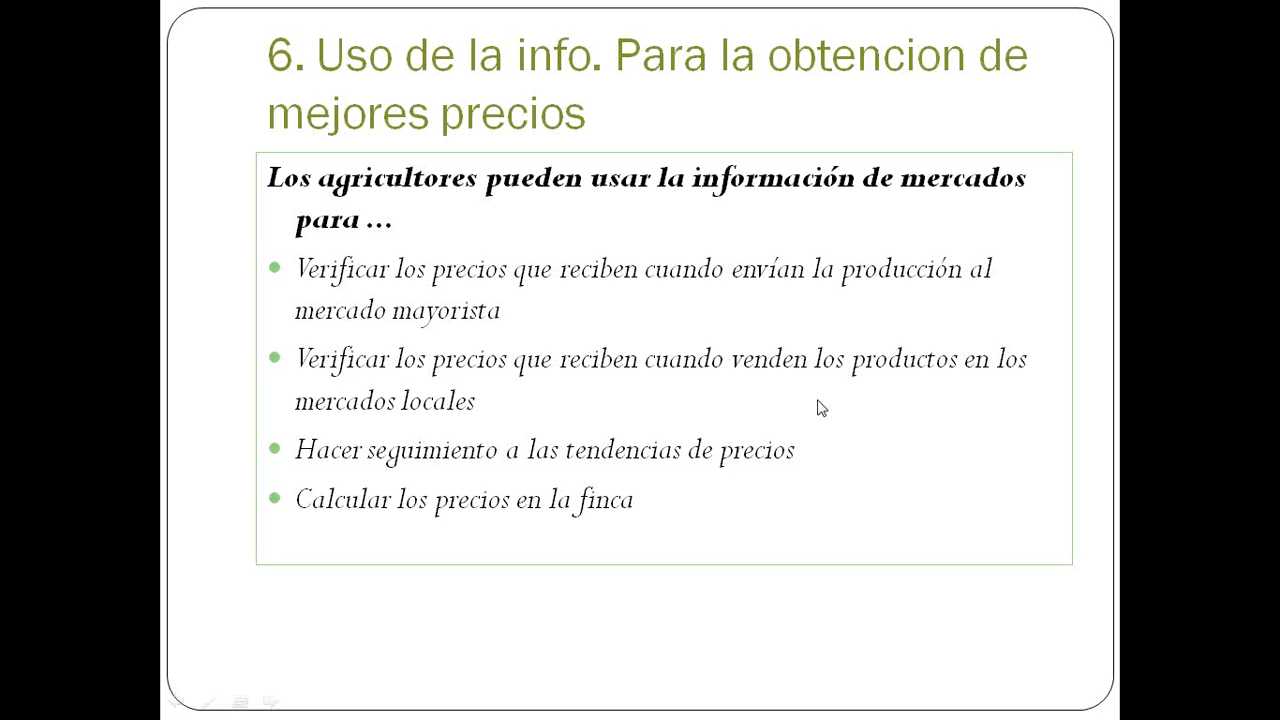 6. Uso de la info. Para la obtencion de
mejores precios
Los agricultores pueden usar la información de mercados
para ...
Verificar los precios que reciben cuando envían la producción al
mercado mayorista
Verificar los precios que reciben cuando venden los productos en los
mercados locales
Hacer seguimiento a las tendencias de precios
Calcular los precios en la finca